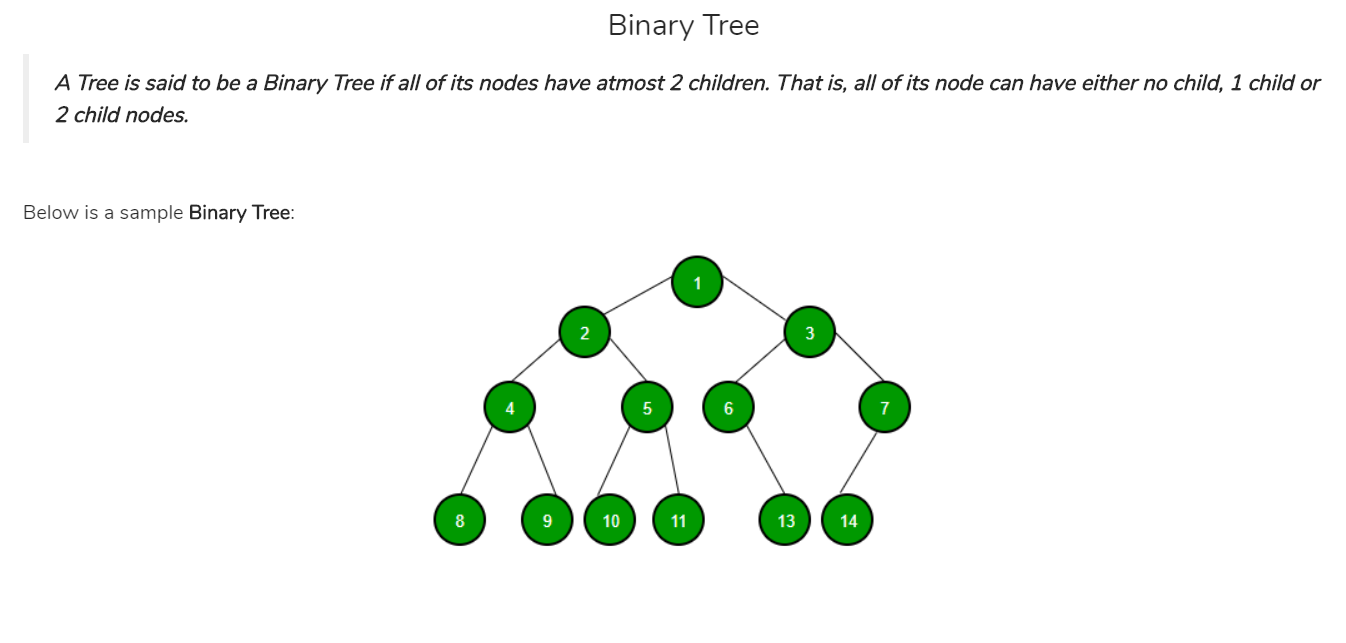 Binary Tree
A Tree is said to be a Binary Tree if all of its nodes have atmost 2 children. That is, all of its node can have either no child, 1 child or
2 child nodes.
Below is a sample Binary Tree:
1
2 3
4 5 6 7
8 9 10 11 13 14